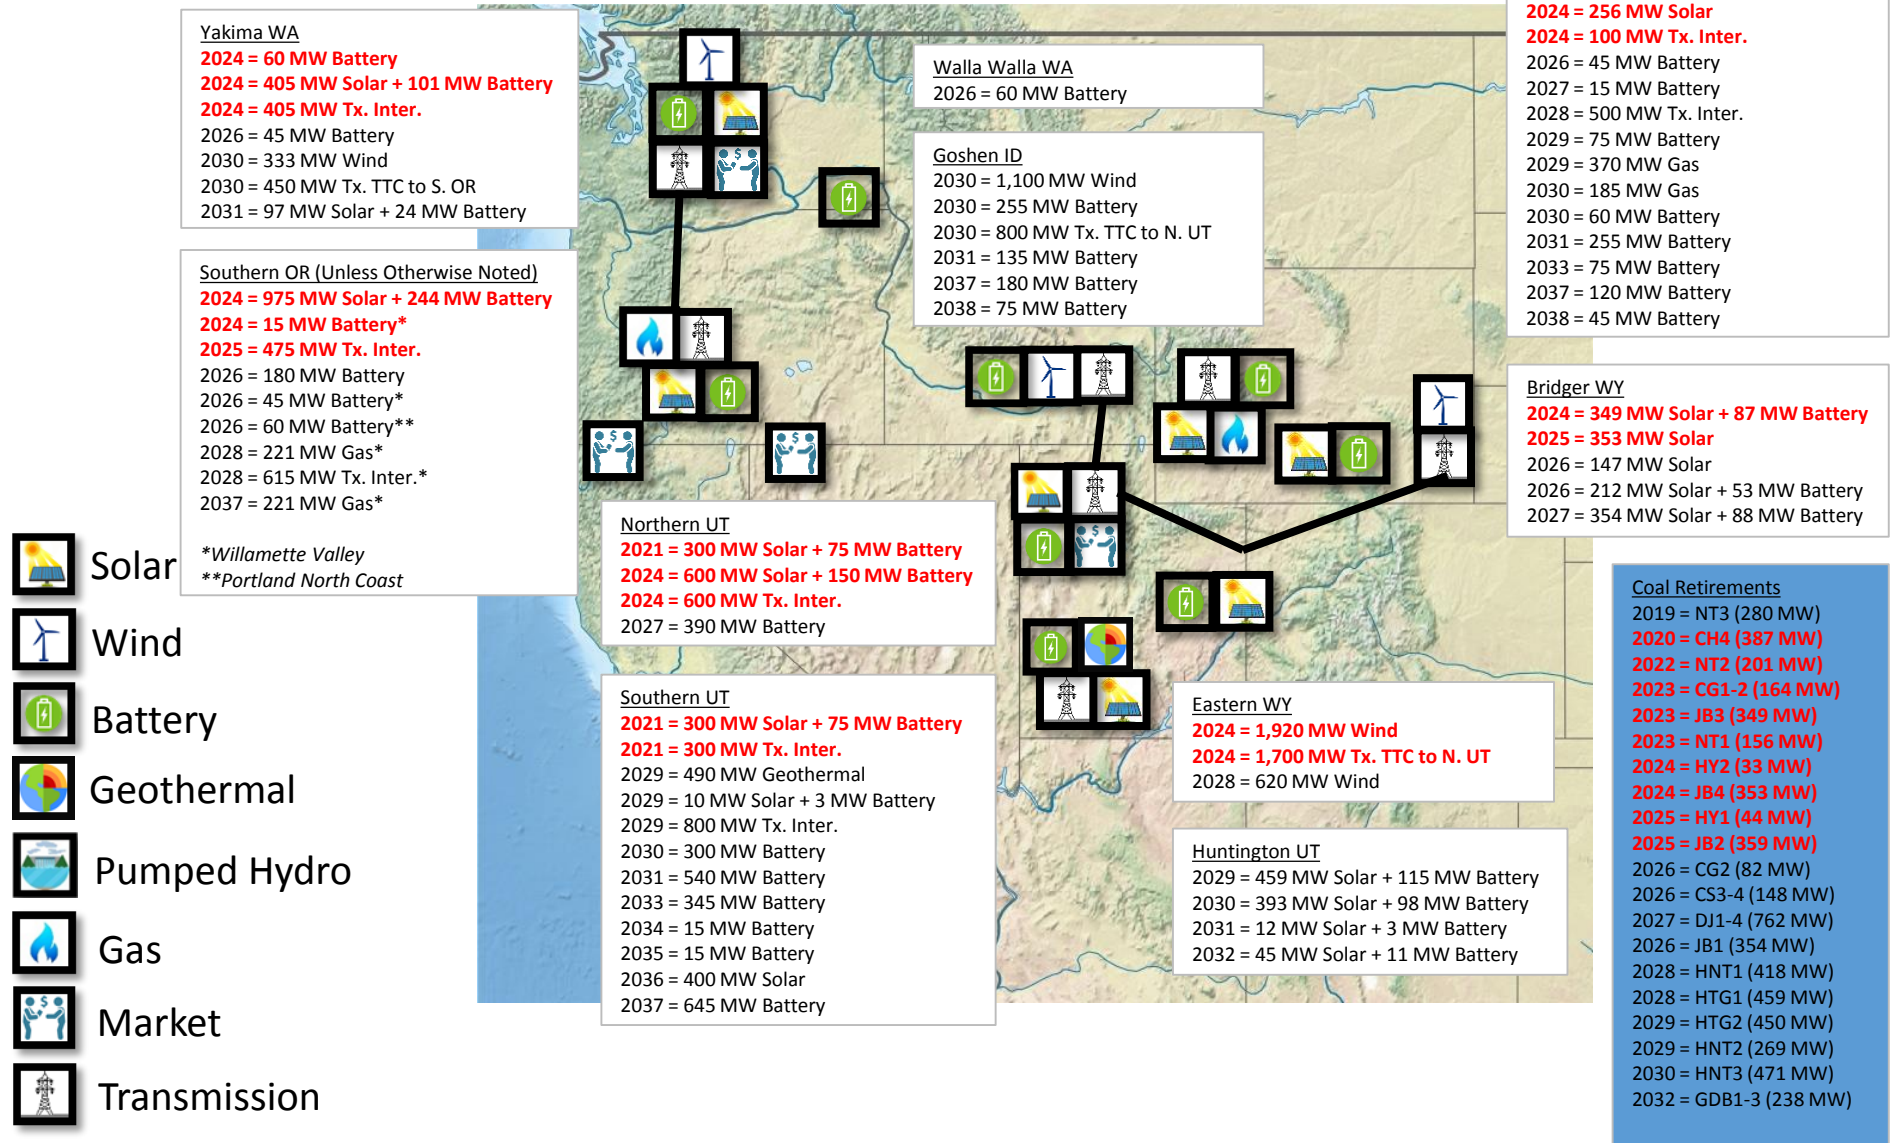 Yakima WA
2024 = 60 MW Battery
2024 = 405 MW Solar + 101 MW Battery
2024 = 405 MW Tx. Inter.
2026 = 45 MW Battery
2030 = 333 MW Wind
2030 = 450 MW Tx. TTC to S. OR
2031 = 97 MW Solar + 24 MW Battery
Southern OR (Unless Otherwise Noted)
2024 = 975 MW Solar + 244 MW Battery
2024 = 15 MW Battery*
2025 = 475 MW Tx. Inter.
2026 = 180 MW Battery
2026 = 45 MW Battery*
2026 = 60 MW Battery**
2028 = 221 MW Gas*
2028 = 615 MW Tx. Inter.*
2037 = 221 MW Gas*
*Willamette Valley
**Portland North Coast
Walla Walla WA
2026 = 60 MW Battery
Goshen ID
2030 = 1,100 MW Wind
2030 = 255 MW Battery
2030 = 800 MW Tx. TTC to N. UT
2031 = 135 MW Battery
2037 = 180 MW Battery
2038 = 75 MW Battery
2024 = 256 MW Solar
2024 = 100 MW Tx. Inter.
2026 = 45 MW Battery
2027 = 15 MW Battery
2028 = 500 MW Tx. Inter.
2029 = 75 MW Battery
2029 = 370 MW Gas
2030 = 185 MW Gas
2030 = 60 MW Battery
2031 = 255 MW Battery
2033 = 75 MW Battery
2037 = 120 MW Battery
2038 = 45 MW Battery
Bridger WY
2024 = 349 MW Solar + 87 MW Battery
2025 = 353 MW Solar
2026 = 147 MW Solar
2026 = 212 MW Solar + 53 MW Battery
2027 = 354 MW Solar + 88 MW Battery
Northern UT
2021 = 300 MW Solar + 75 MW Battery
2024 = 600 MW Solar + 150 MW Battery
2024 = 600 MW Tx. Inter.
2027 = 390 MW Battery
Southern UT
2021 = 300 MW Solar + 75 MW Battery
2021 = 300 MW Tx. Inter.
2029 = 490 MW Geothermal
2029 = 10 MW Solar + 3 MW Battery
2029 = 800 MW Tx. Inter.
2030 = 300 MW Battery
2031 = 540 MW Battery
2033 = 345 MW Battery
2034 = 15 MW Battery
2035 = 15 MW Battery
2036 = 400 MW Solar
2037 = 645 MW Battery
Eastern WY
2024 = 1,920 MW Wind
2024 = 1,700 MW Tx. TTC to N. UT
2028 = 620 MW Wind
Huntington UT
2029 = 459 MW Solar + 115 MW Battery
2030 = 393 MW Solar + 98 MW Battery
2031 = 12 MW Solar + 3 MW Battery
2032 = 45 MW Solar + 11 MW Battery
Coal Retirements
2019 = NT3 (280 MW)
2020 = CH4 (387 MW)
2022 = NT2 (201 MW)
2023 = CG1-2 (164 MW)
2023 = JB3 (349 MW)
2023 = NT1 (156 MW)
2024 = HY2 (33 MW)
2024 = JB4 (353 MW)
2025 = HY1 (44 MW)
2025 = JB2 (359 MW)
2026 = CG2 (82 MW)
2026 = CS3-4 (148 MW)
2027 = DJ1-4 (762 MW)
2026 = JB1 (354 MW)
2028 = HNT1 (418 MW)
2028 = HTG1 (459 MW)
2029 = HTG2 (450 MW)
2029 = HNT2 (269 MW)
2030 = HNT3 (471 MW)
2032 = GDB1-3 (238 MW)
Solar
Wind
Battery
Geothermal
Pumped Hydro
Gas
Market
Transmission